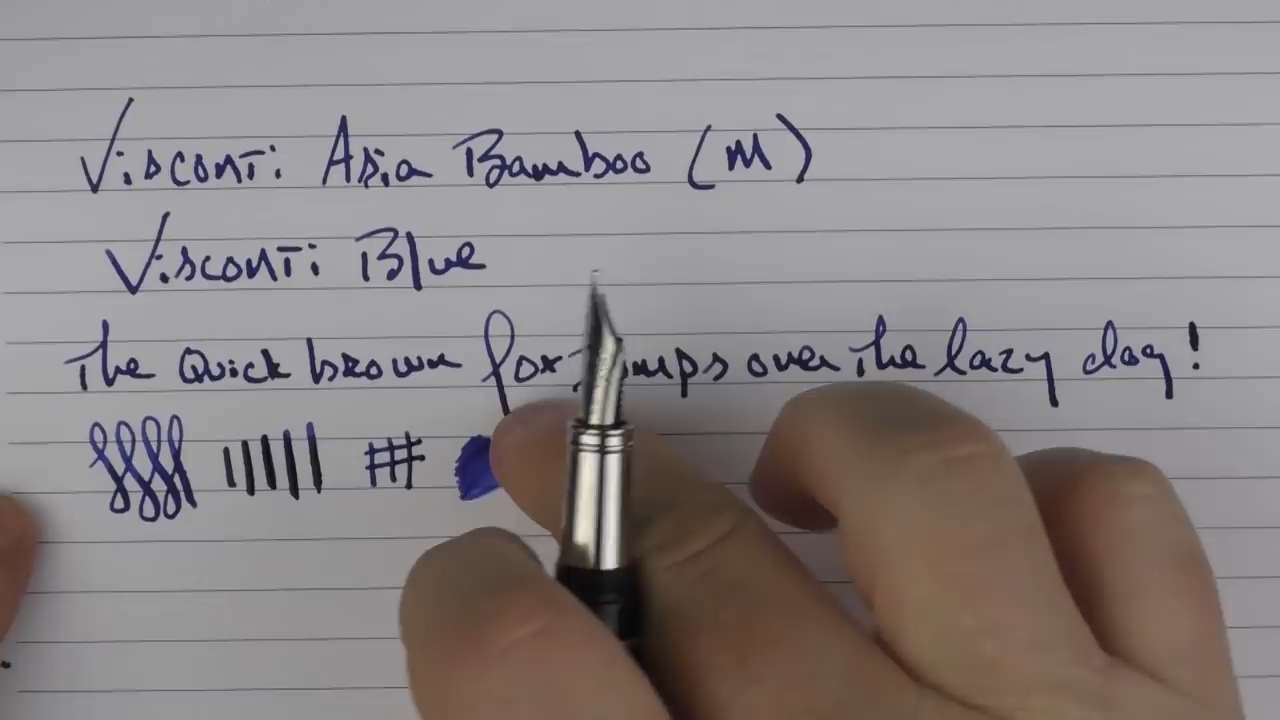 Visconti Asia Bamboo (M)
Visconti Blue
The Quick brown fox jumps over the lazy dog!